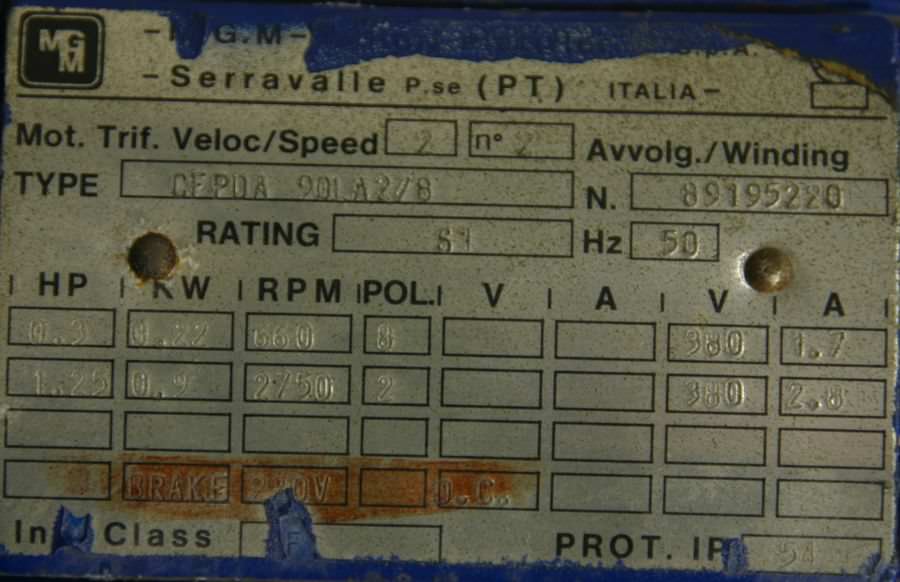 MGM
-M.G.M- S.p.A.
-Serravalle P.se (PT) ITALIA-
Mot. Trif. Veloc/Speed 2 n° 2 Avvolg./Winding
TYPE 90LA2/8 N. 89195220
RATING S1 Hz 50
HP KW RPM POL. V A V A
0.3 0.22 660 8 380 1.7
1.25 0.9 2750 2 380 2.8
BRAKE D.C.
Class F PROT. IP 54